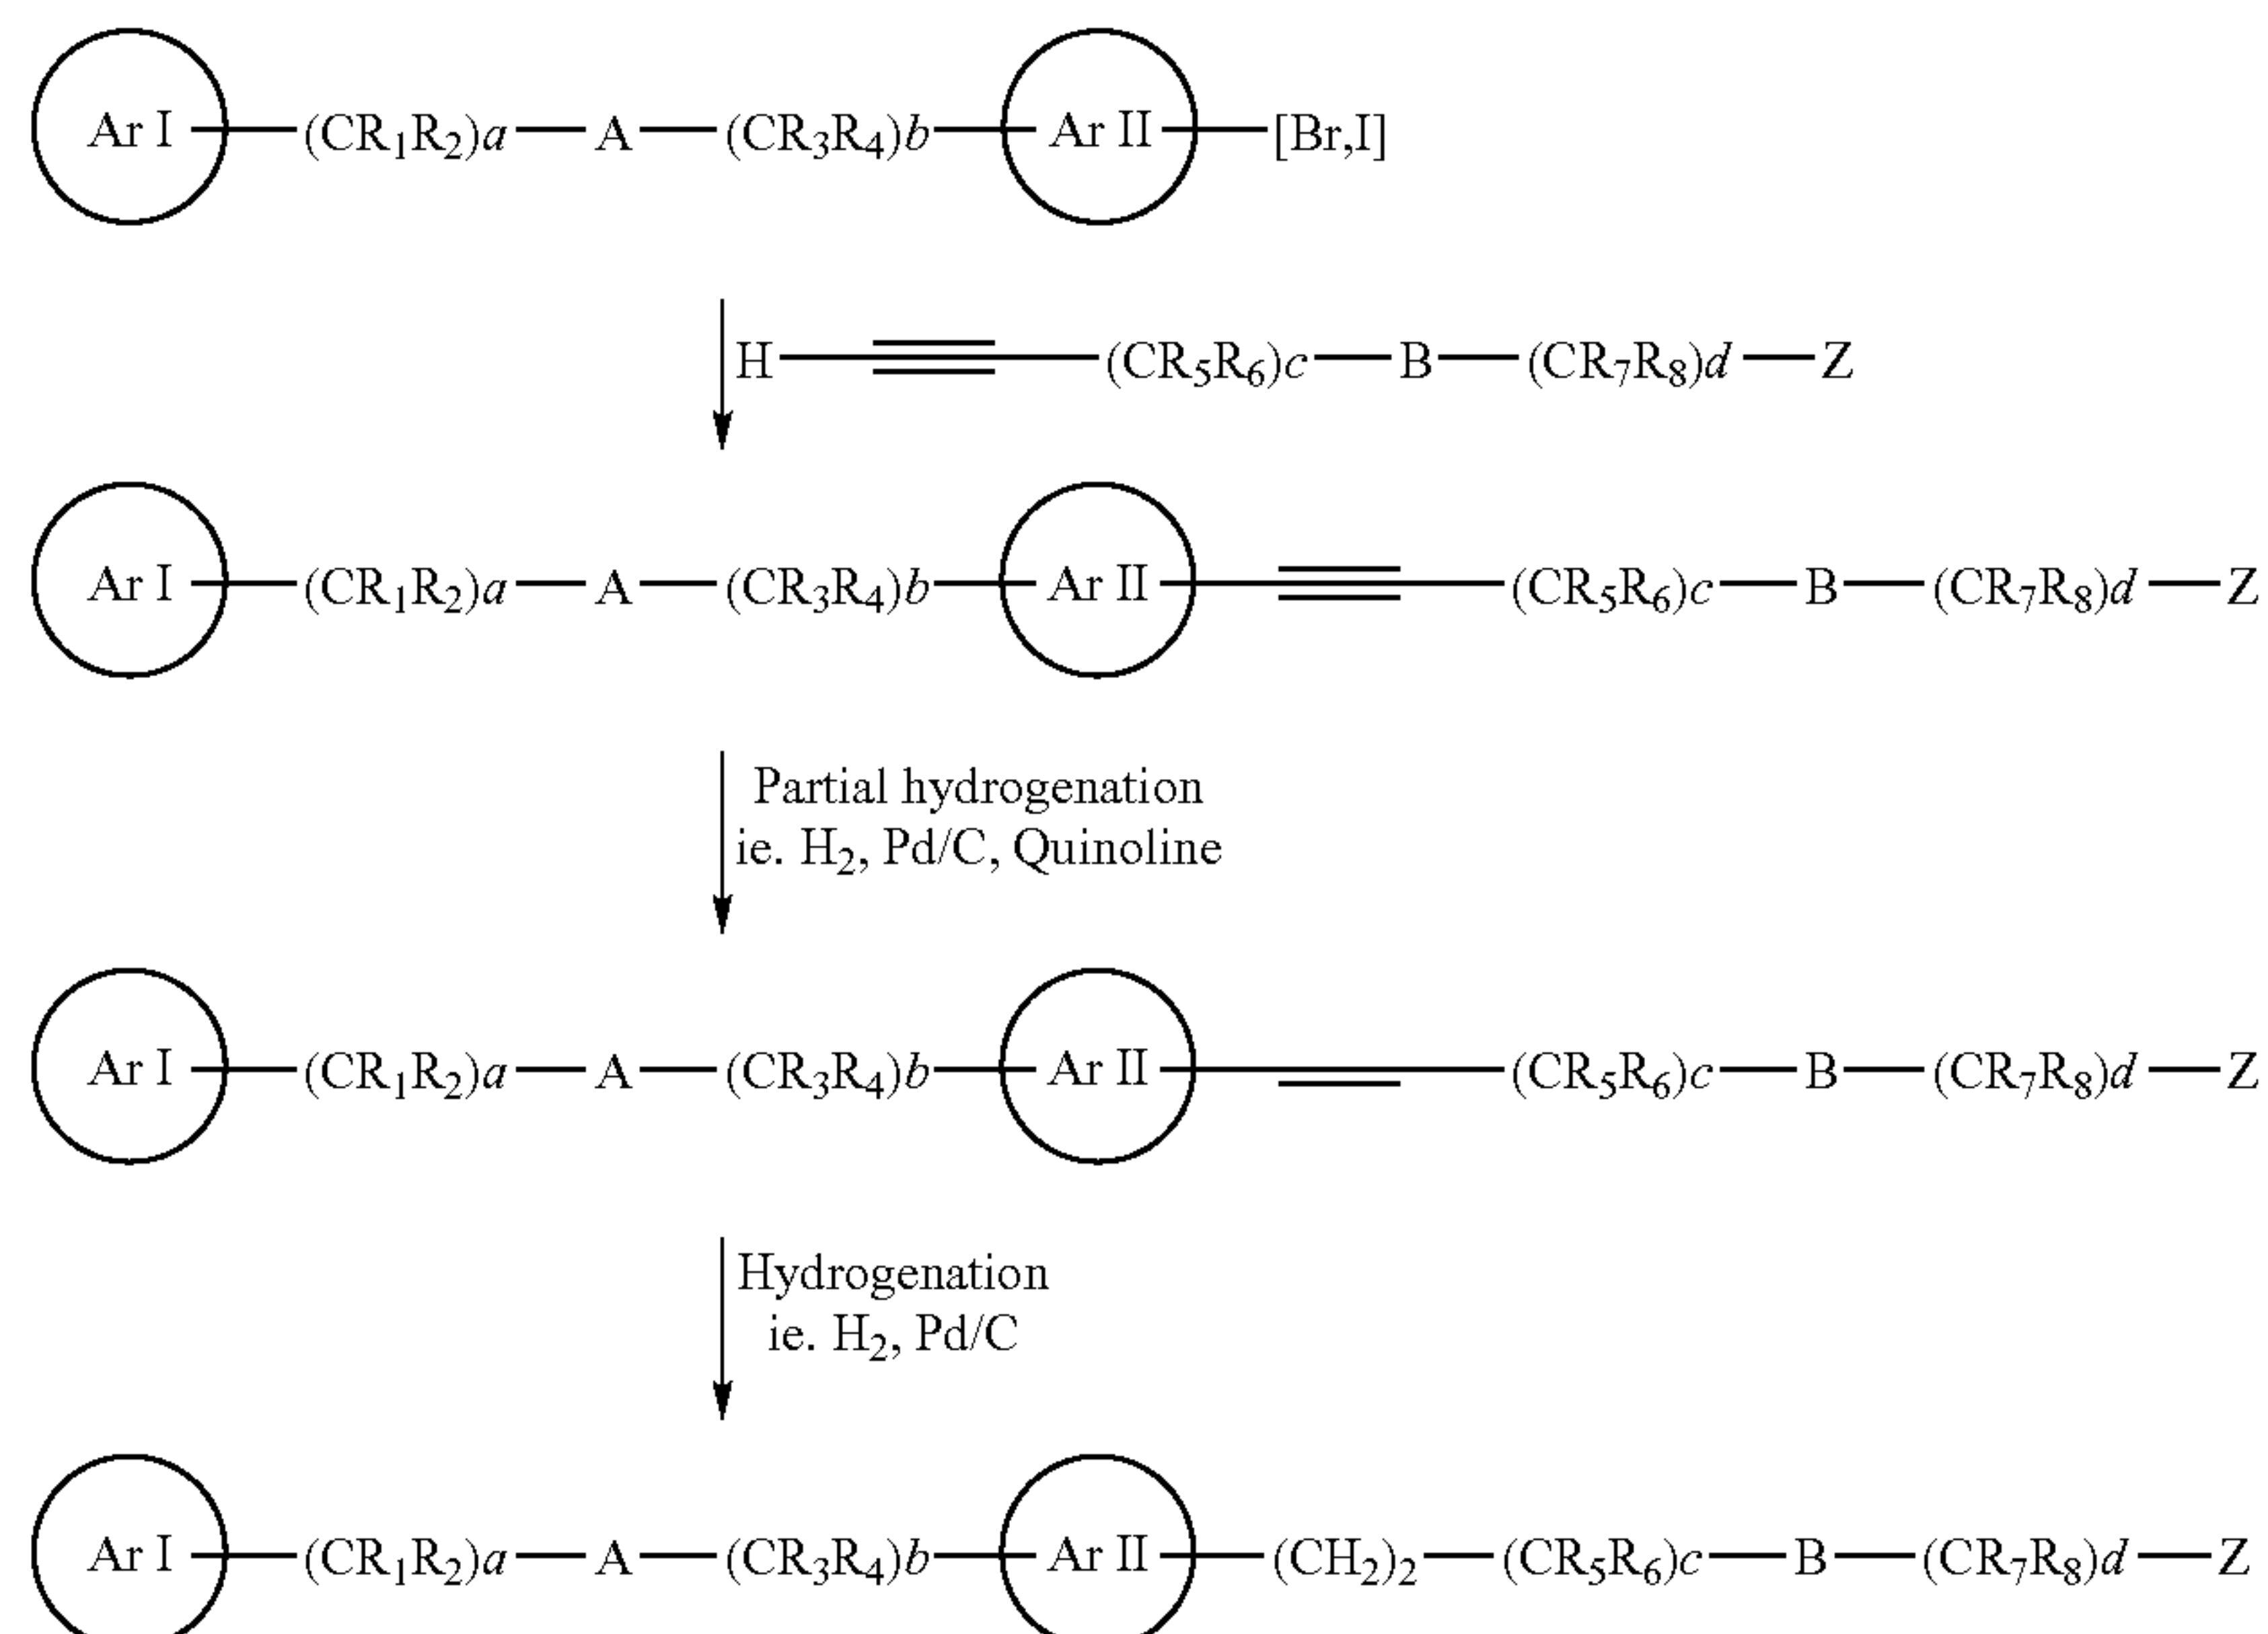 Ar I (CR₁R₂)a A (CR₃R₄)b Ar II [Br,I]
H (CR₅R₆)c B (CR₇R₈)d Z
Ar I (CR₁R₂)a A (CR₃R₄)b Ar II (CR₅R₆)c B (CR₇R₈)d Z
Partial hydrogenation
ie. H₂, Pd/C, Quinoline
Ar I (CR₁R₂)a A (CR₃R₄)b Ar II (CR₅R₆)c B (CR₇R₈)d Z
Hydrogenation
ie. H₂, Pd/C
Ar I (CR₁R₂)a A (CR₃R₄)b Ar II (CH₂)₂ (CR₅R₆)c B (CR₇R₈)d Z